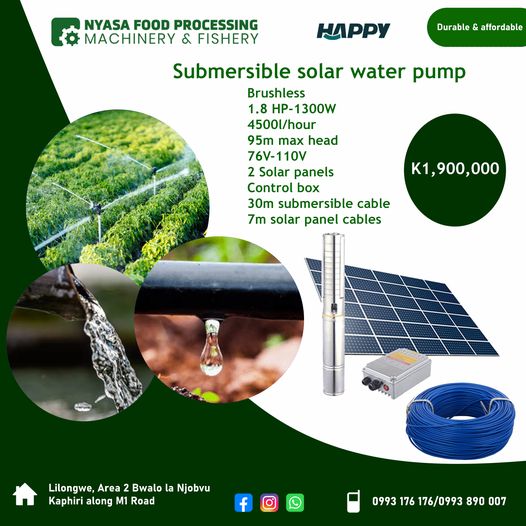 NYASA FOOD PROCESSING
MACHINERY & FISHERY
HAPPY
Durable & affordable
Submersible solar water pump
Brushless
1.8 HP-1300W
4500l/hour
95m max head
76V-110V
2 Solar panels
Control box
30m submersible cable
7m solar panel cables
K1,900,000
Lilongwe, Area 2 Bwalo la Njobvu
Kaphiri along M1 Road
0993 176 176/0993 890 007